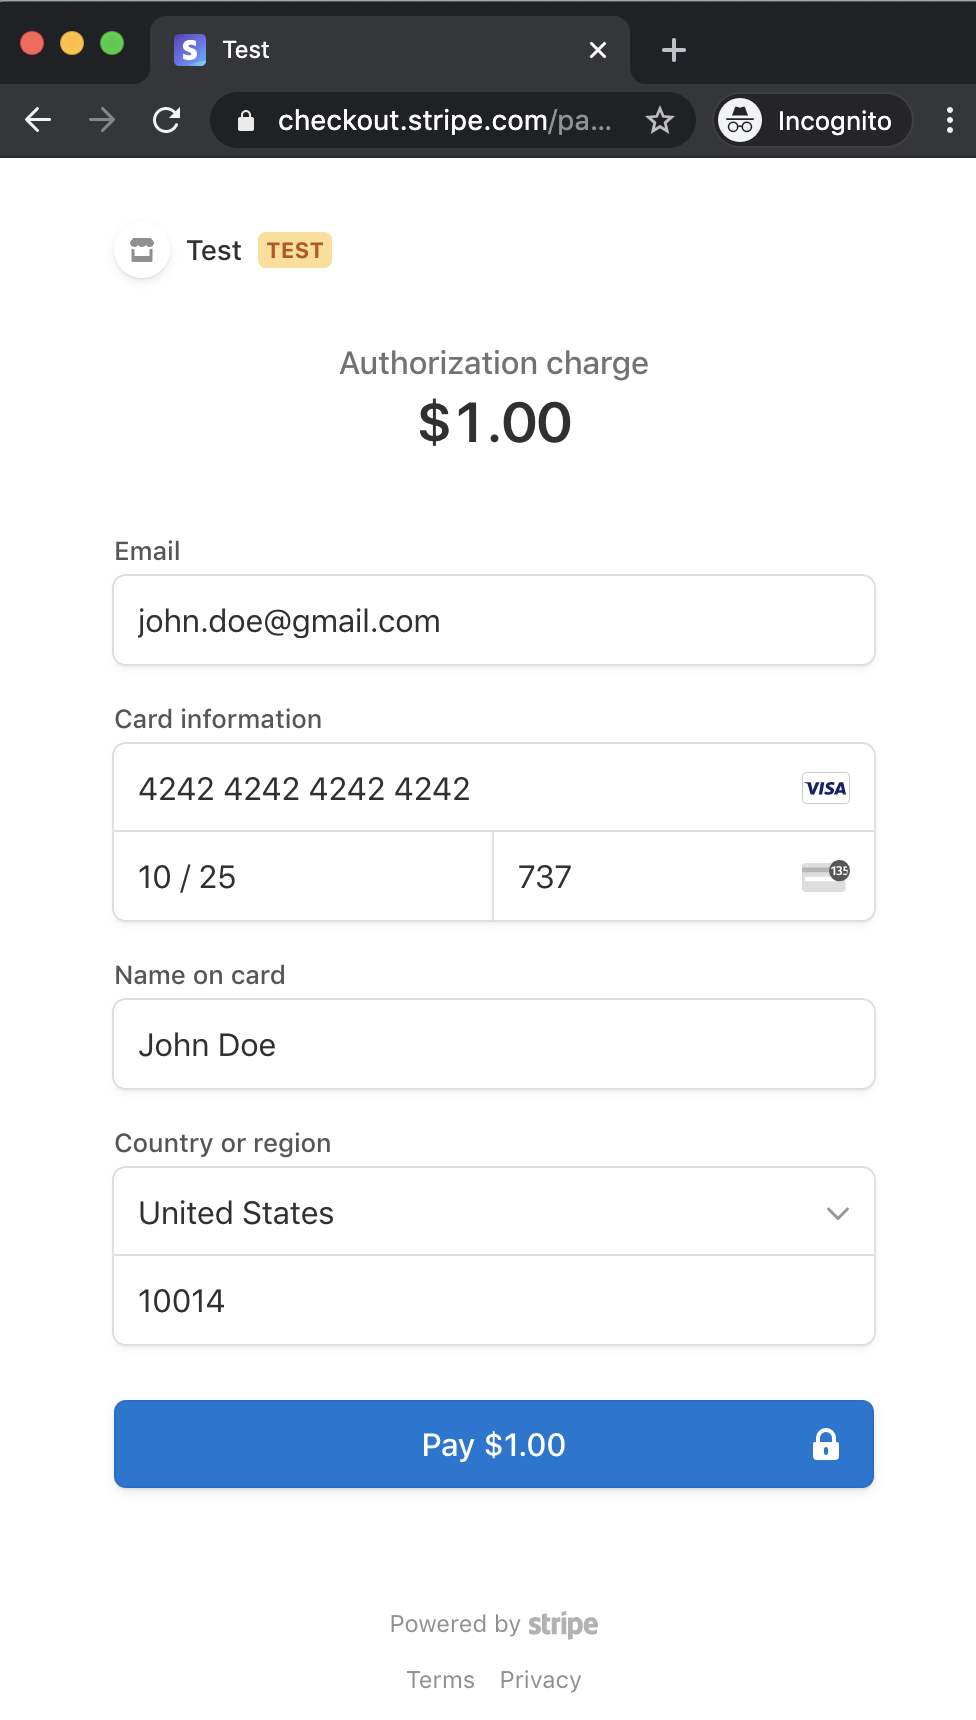 Test
checkout.stripe.com/pa...
Incognito
Test TEST
Authorization charge
$1.00
Email
john.doe@gmail.com
Card information
4242 4242 4242 4242 VISA
10 / 25 737 135
Name on card
John Doe
Country or region
United States
10014
Pay $1.00
Powered by stripe
Terms Privacy